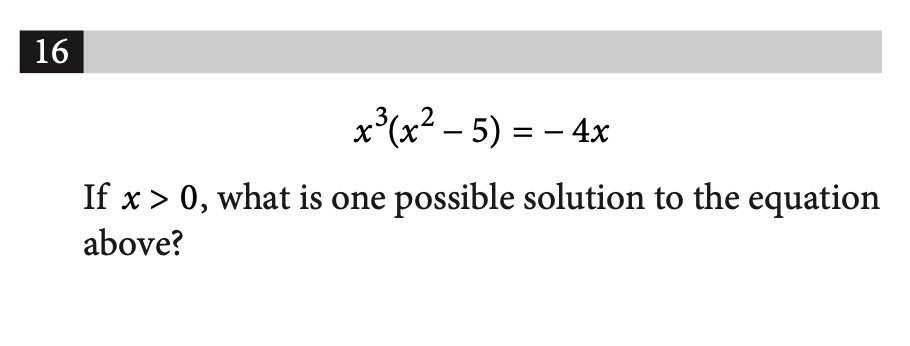 16
x³(x² – 5) = – 4x
If x > 0, what is one possible solution to the equation
above?